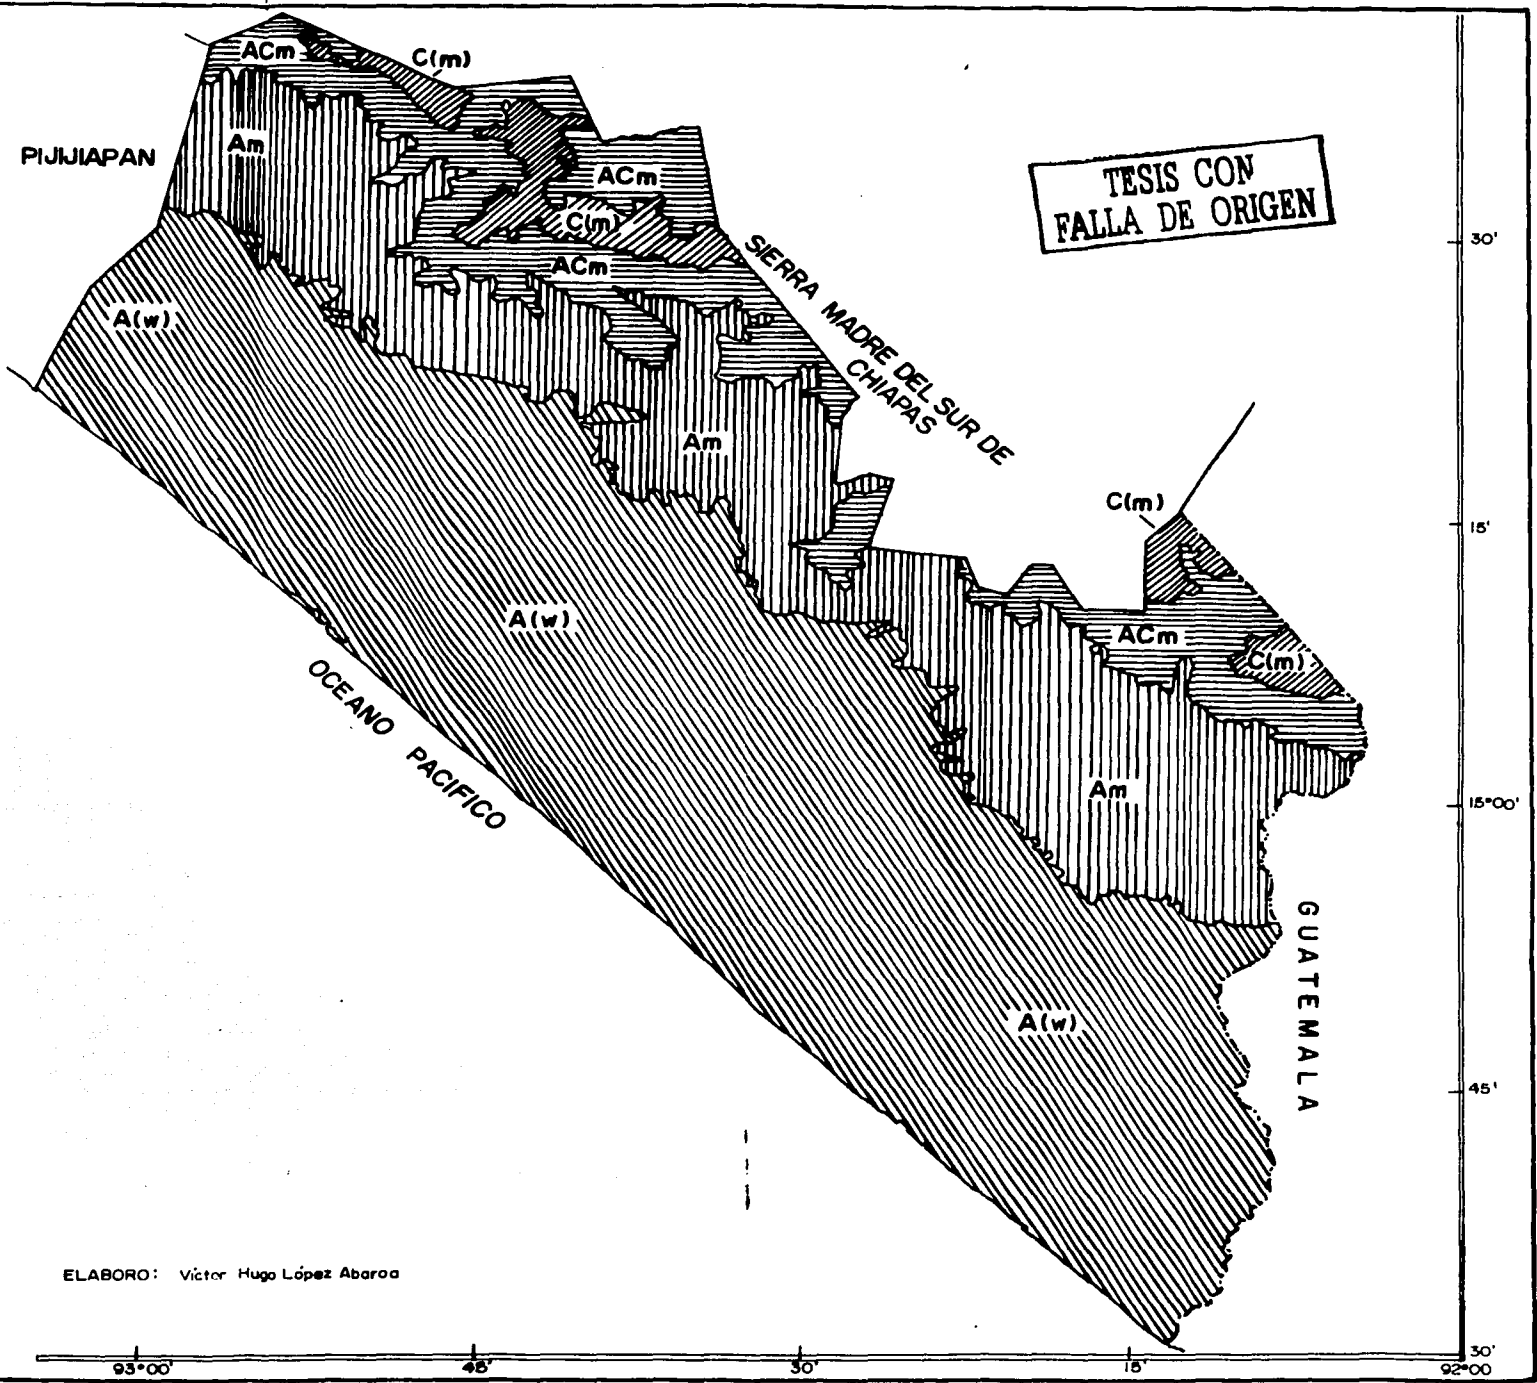 ACm
C(m)
Am
PIJIJIAPAN
ACm
TESIS CON
FALLA DE ORIGEN
C(m)
30'
ACm
SIERRA MADRE DEL SUR DE
CHIAPAS
A(w)
Am
C(m)
15'
A(w)
ACm
C(m)
OCEANO PACIFICO
Am
15°00'
GUATEMALA
A(w)
45'
ELABORO: Víctor Hugo López Abaroa
30'
93°00'
45'
30'
15'
92°00